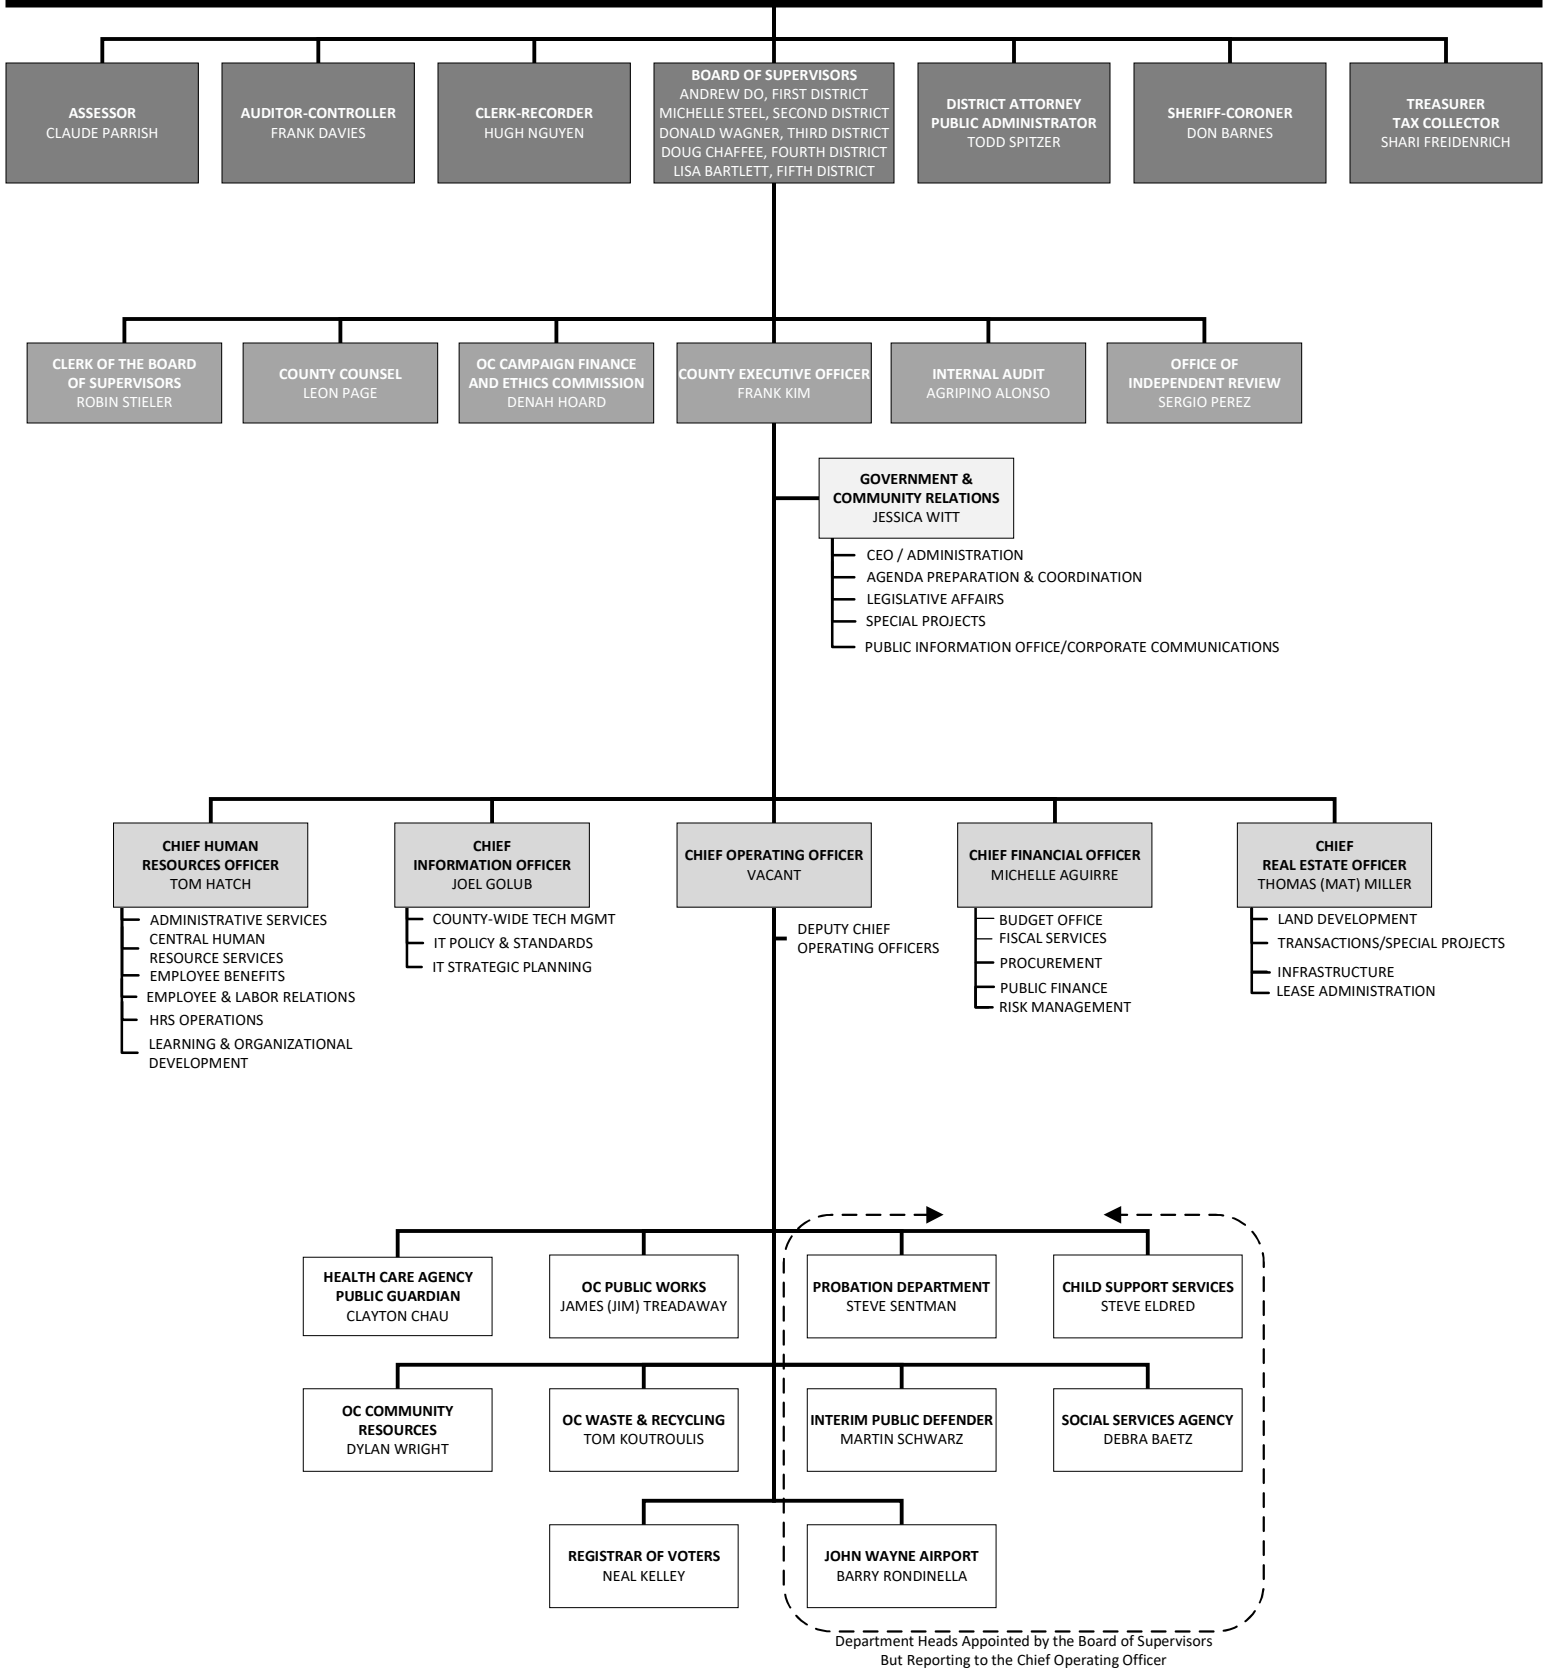 ASSESSOR
CLAUDE PARRISH
AUDITOR-CONTROLLER
FRANK DAVIES
CLERK-RECORDER
HUGH NGUYEN
BOARD OF SUPERVISORS
ANDREW DO, FIRST DISTRICT
MICHELLE STEEL, SECOND DISTRICT
DONALD WAGNER, THIRD DISTRICT
DOUG CHAFFEE, FOURTH DISTRICT
LISA BARTLETT, FIFTH DISTRICT
DISTRICT ATTORNEY
PUBLIC ADMINISTRATOR
TODD SPITZER
SHERIFF-CORONER
DON BARNES
TREASURER
TAX COLLECTOR
SHARI FREIDENRICH
CLERK OF THE BOARD
OF SUPERVISORS
ROBIN STIELER
COUNTY COUNSEL
LEON PAGE
OC CAMPAIGN FINANCE
AND ETHICS COMMISSION
DENAH HOARD
COUNTY EXECUTIVE OFFICER
FRANK KIM
INTERNAL AUDIT
AGRIPINO ALONSO
OFFICE OF
INDEPENDENT REVIEW
SERGIO PEREZ
GOVERNMENT &
COMMUNITY RELATIONS
JESSICA WITT
CEO / ADMINISTRATION
AGENDA PREPARATION & COORDINATION
LEGISLATIVE AFFAIRS
SPECIAL PROJECTS
PUBLIC INFORMATION OFFICE/CORPORATE COMMUNICATIONS
CHIEF HUMAN
RESOURCES OFFICER
TOM HATCH
ADMINISTRATIVE SERVICES
CENTRAL HUMAN
RESOURCE SERVICES
EMPLOYEE BENEFITS
EMPLOYEE & LABOR RELATIONS
HRS OPERATIONS
LEARNING & ORGANIZATIONAL
DEVELOPMENT
CHIEF
INFORMATION OFFICER
JOEL GOLUB
COUNTY-WIDE TECH MGMT
IT POLICY & STANDARDS
IT STRATEGIC PLANNING
CHIEF OPERATING OFFICER
VACANT
DEPUTY CHIEF
OPERATING OFFICERS
CHIEF FINANCIAL OFFICER
MICHELLE AGUIRRE
BUDGET OFFICE
FISCAL SERVICES
PROCUREMENT
PUBLIC FINANCE
RISK MANAGEMENT
CHIEF
REAL ESTATE OFFICER
THOMAS (MAT) MILLER
LAND DEVELOPMENT
TRANSACTIONS/SPECIAL PROJECTS
INFRASTRUCTURE
LEASE ADMINISTRATION
HEALTH CARE AGENCY
PUBLIC GUARDIAN
CLAYTON CHAU
OC PUBLIC WORKS
JAMES (JIM) TREADAWAY
PROBATION DEPARTMENT
STEVE SENTMAN
CHILD SUPPORT SERVICES
STEVE ELDRED
OC COMMUNITY
RESOURCES
DYLAN WRIGHT
OC WASTE & RECYCLING
TOM KOUTROULIS
INTERIM PUBLIC DEFENDER
MARTIN SCHWARZ
SOCIAL SERVICES AGENCY
DEBRA BAETZ
REGISTRAR OF VOTERS
NEAL KELLEY
JOHN WAYNE AIRPORT
BARRY RONDINELLA
Department Heads Appointed by the Board of Supervisors
But Reporting to the Chief Operating Officer